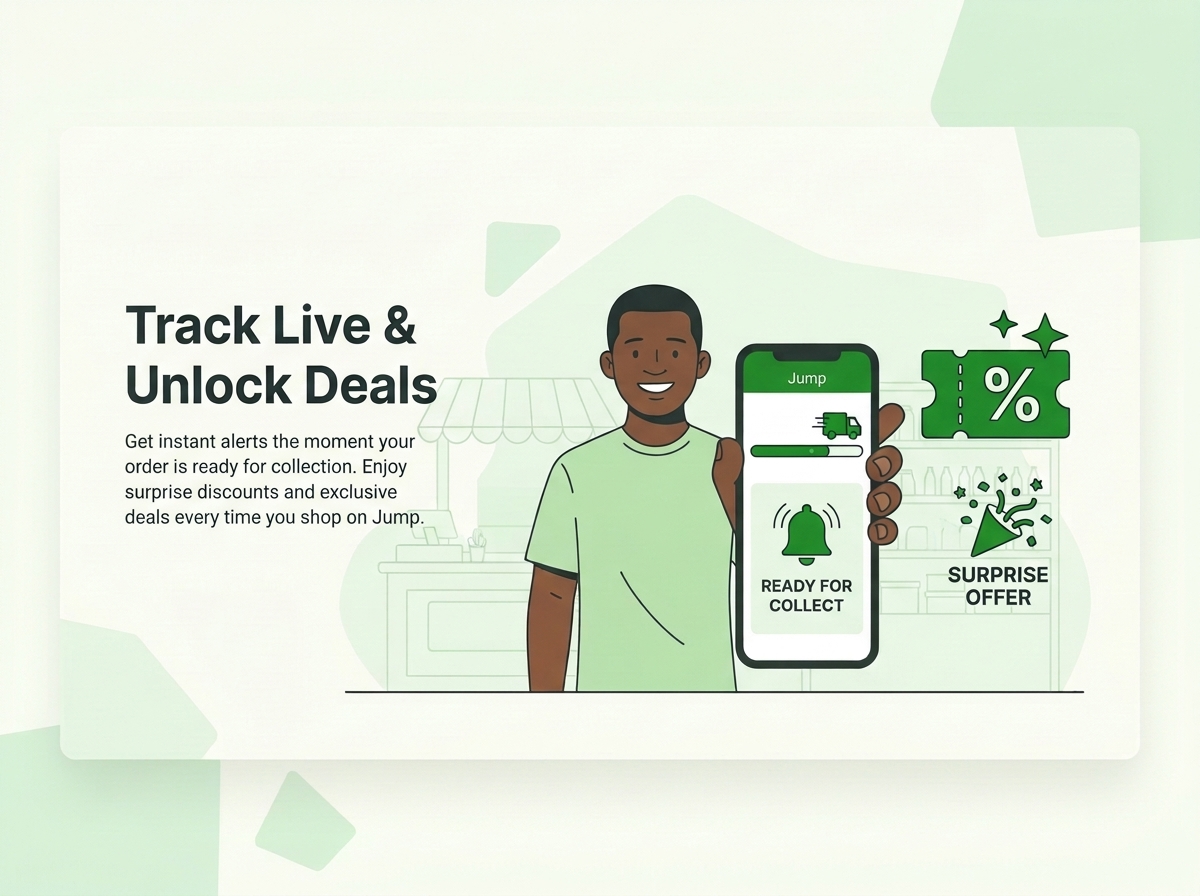 Track Live &
Unlock Deals
Get instant alerts the moment your
order is ready for collection. Enjoy
surprise discounts and exclusive
deals every time you shop on Jump.
Jump
READY FOR
COLLECT
%
SURPRISE
OFFER